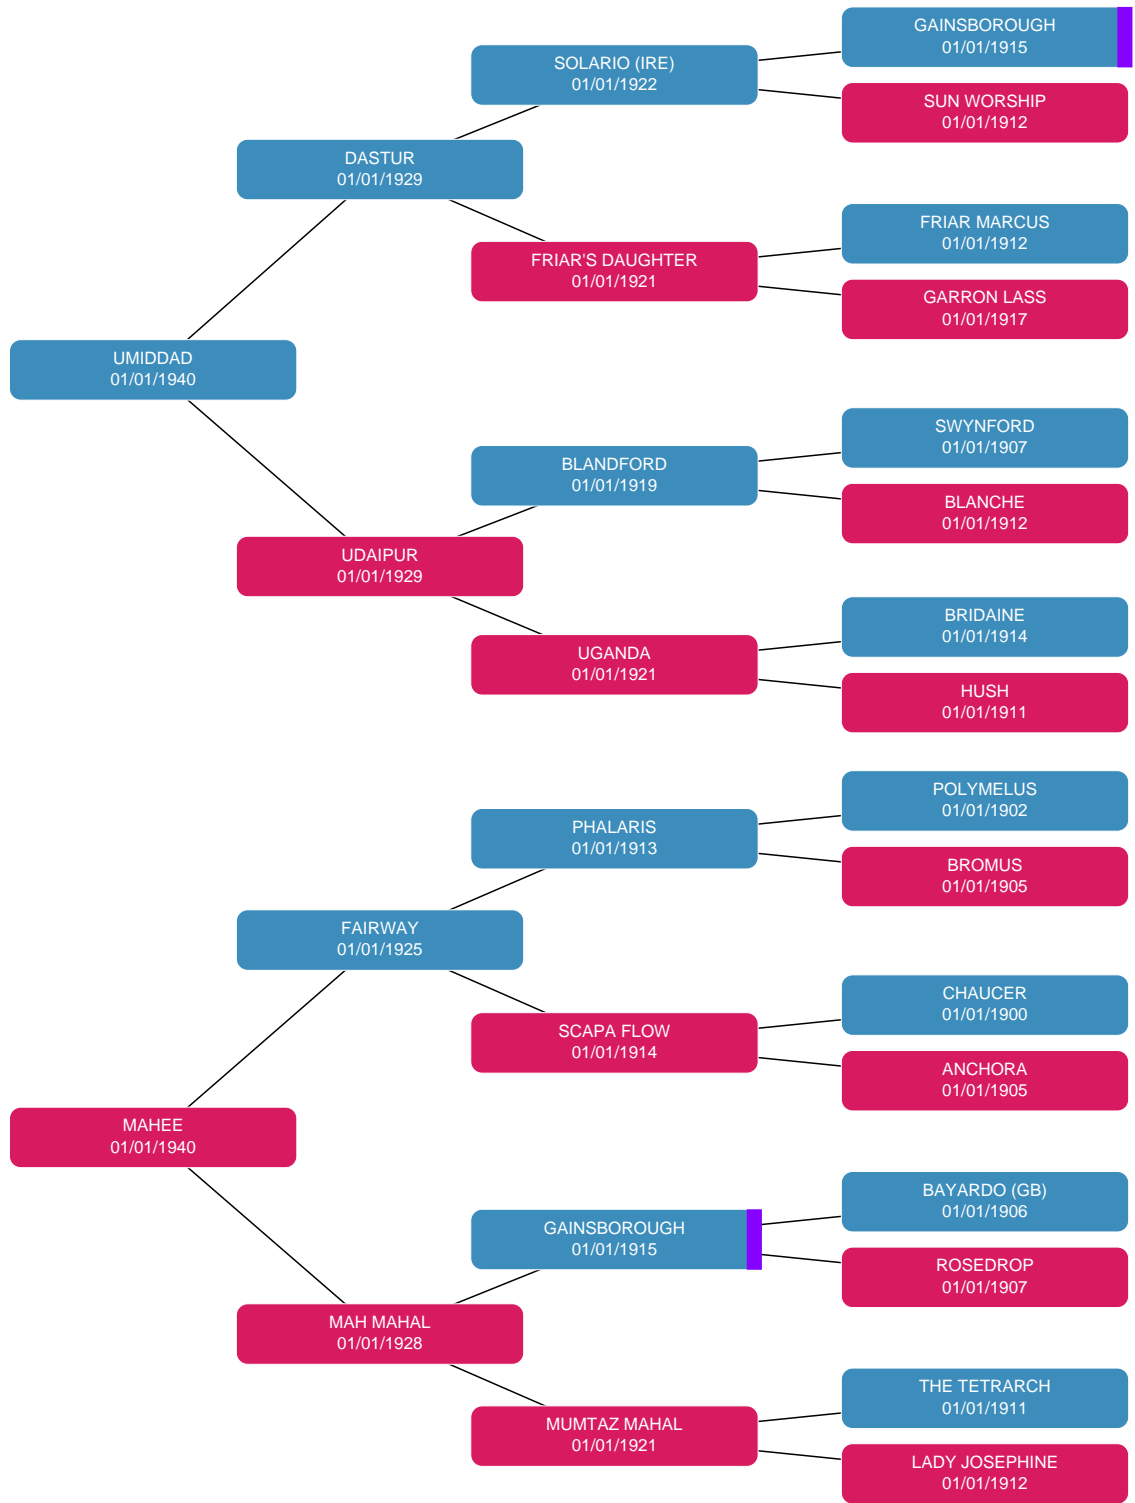 GAINSBOROUGH
01/01/1915
SOLARIO (IRE)
01/01/1922
SUN WORSHIP
01/01/1912
DASTUR
01/01/1929
FRIAR MARCUS
01/01/1912
FRIAR'S DAUGHTER
01/01/1921
GARRON LASS
01/01/1917
UMIDDAD
01/01/1940
SWYNFORD
01/01/1907
BLANDFORD
01/01/1919
BLANCHE
01/01/1912
UDAIPUR
01/01/1929
BRIDAINE
01/01/1914
UGANDA
01/01/1921
HUSH
01/01/1911
POLYMELUS
01/01/1902
PHALARIS
01/01/1913
BROMUS
01/01/1905
FAIRWAY
01/01/1925
CHAUCER
01/01/1900
SCAPA FLOW
01/01/1914
ANCHORA
01/01/1905
MAHEE
01/01/1940
BAYARDO (GB)
01/01/1906
GAINSBOROUGH
01/01/1915
ROSEDROP
01/01/1907
MAH MAHAL
01/01/1928
THE TETRARCH
01/01/1911
MUMTAZ MAHAL
01/01/1921
LADY JOSEPHINE
01/01/1912